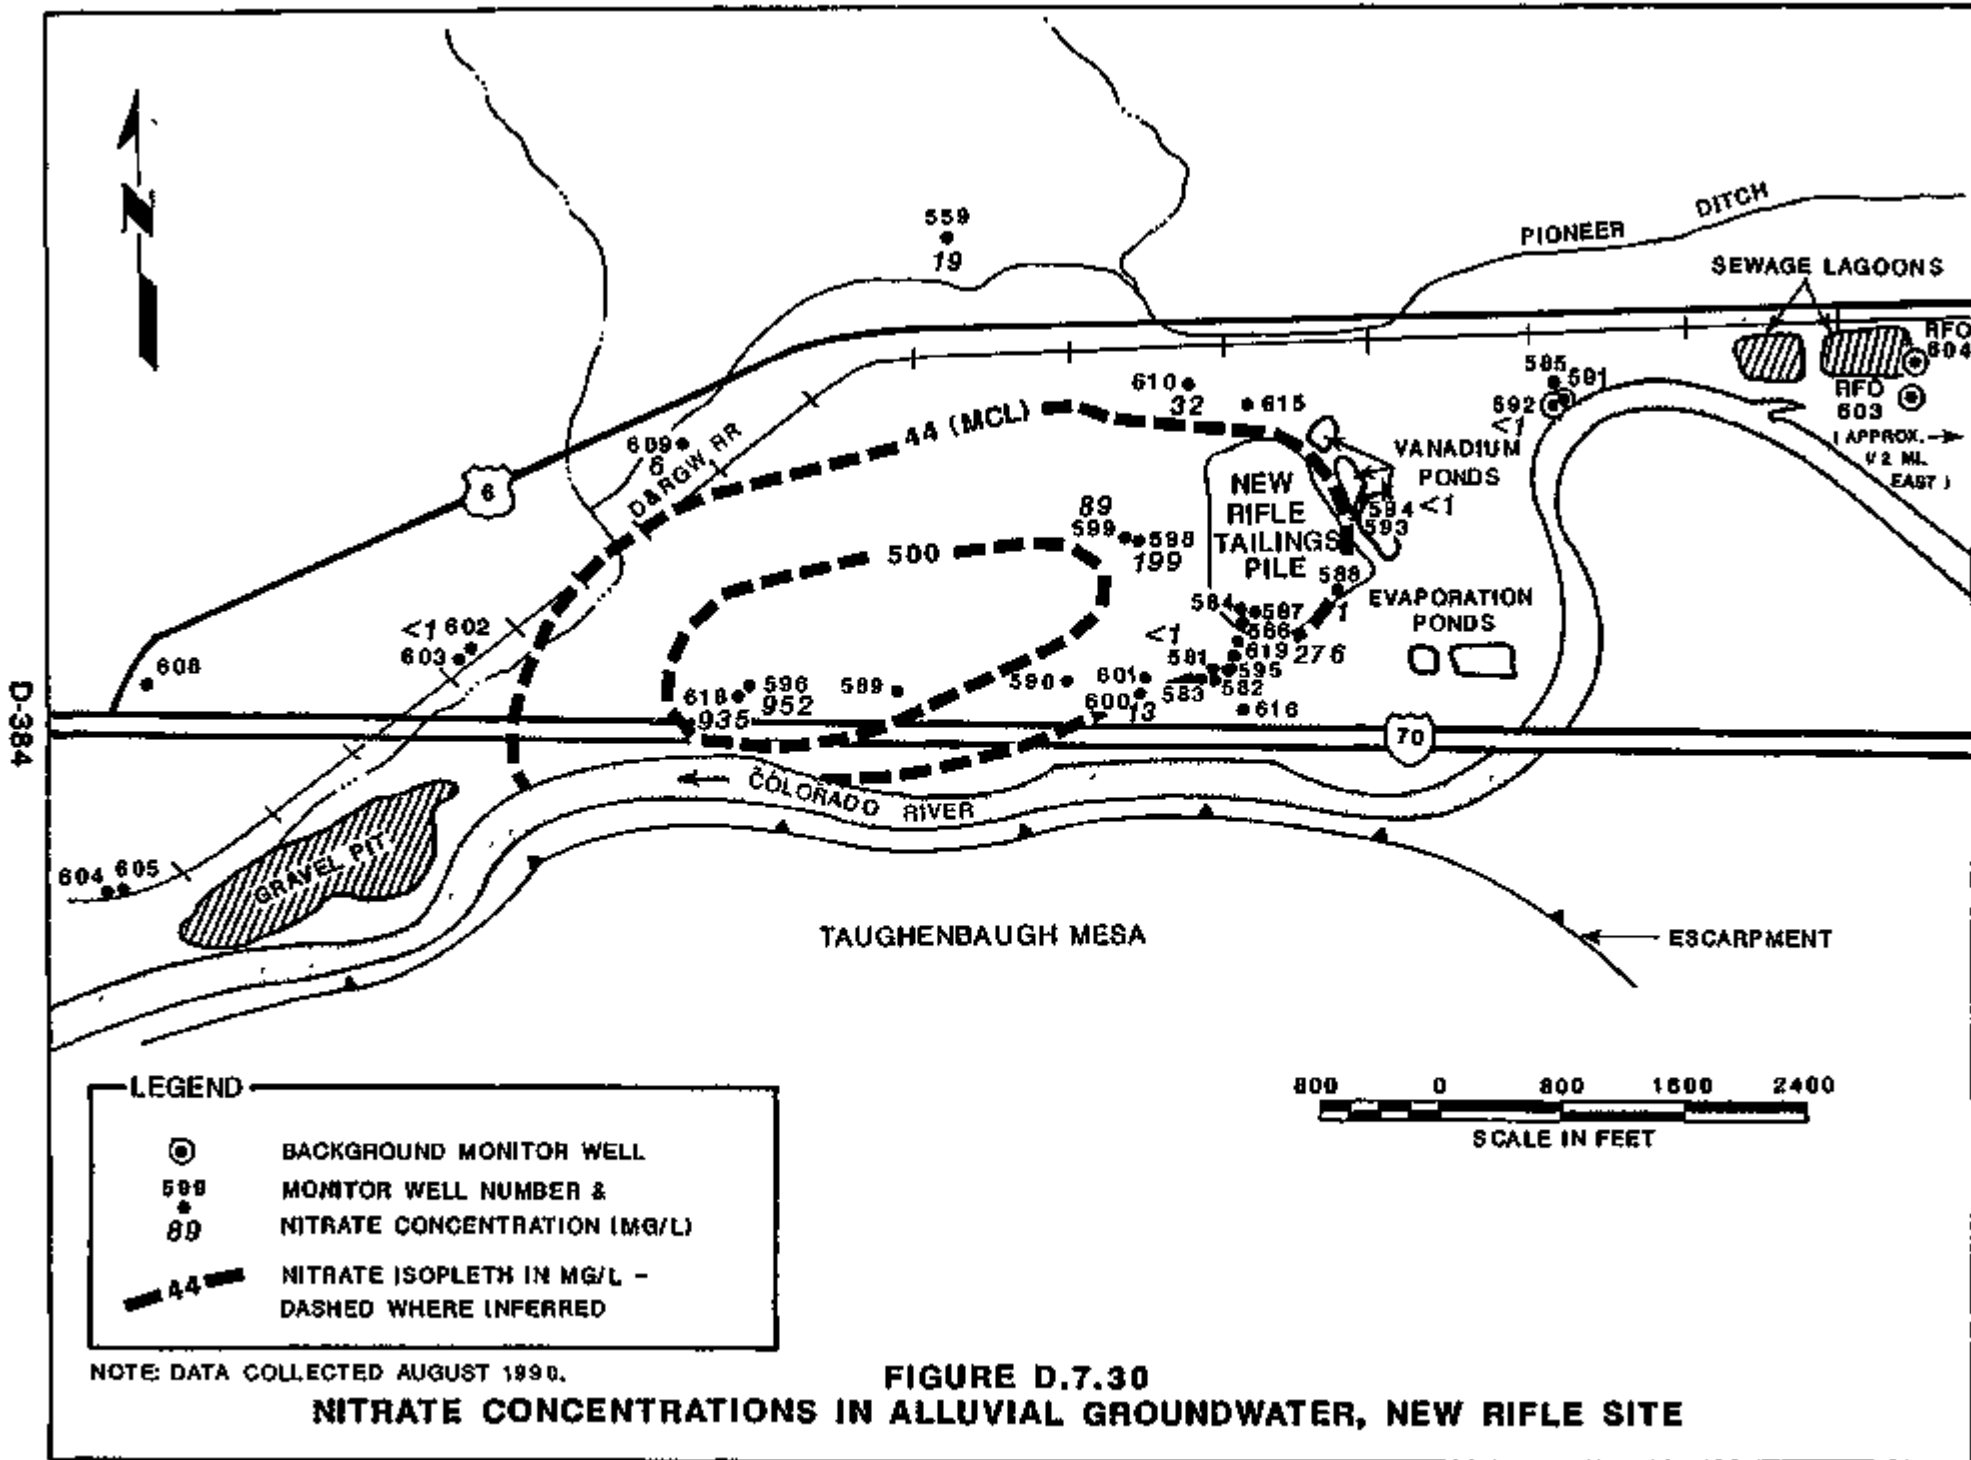 N
559
19
DITCH
PIONEER
SEWAGE LAGOONS
RFO
604
RFO
603
( APPROX.
1/2 MI.
EAST )
585
591
592
<1
610
32
615
44 (MCL)
609
6
D&RGW RR
6
VANADIUM
PONDS
NEW
RIFLE
TAILINGS
PILE
594 <1
593
89
599
598
199
500
588
1
EVAPORATION
PONDS
584
587
586
619 276
<1
581
595
583
582
616
<1 602
603
608
618
935
596
952
589
590
601
600
13
70
COLORADO RIVER
GRAVEL PIT
604 605
TAUGHENBAUGH MESA
ESCARPMENT
D-384
800 0 800 1600 2400
SCALE IN FEET
LEGEND
BACKGROUND MONITOR WELL
599
MONITOR WELL NUMBER &
89
NITRATE CONCENTRATION (MG/L)
44
NITRATE ISOPLETH IN MG/L -
DASHED WHERE INFERRED
NOTE: DATA COLLECTED AUGUST 1990.
FIGURE D.7.30
NITRATE CONCENTRATIONS IN ALLUVIAL GROUNDWATER, NEW RIFLE SITE